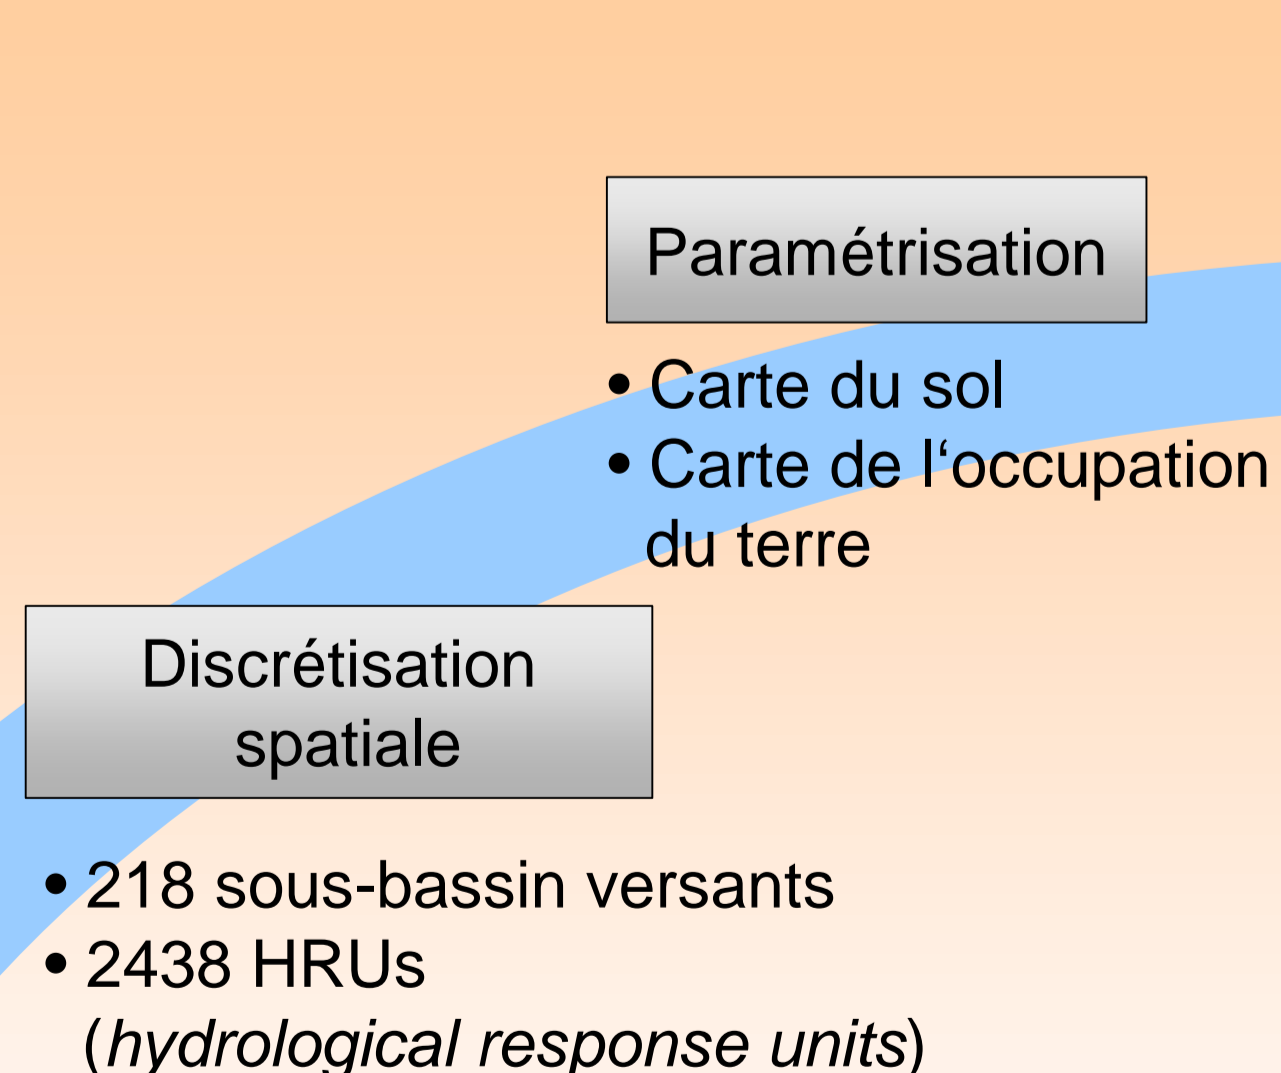 Paramétrisation
• Carte du sol
• Carte de l‘occupation
du terre
Discrétisation
spatiale
• 218 sous-bassin versants
• 2438 HRUs
(hydrological response units)